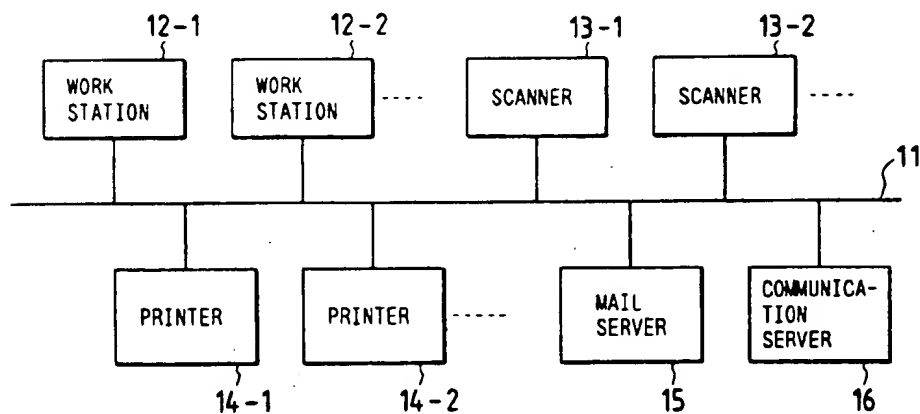 12-1
12-2
13-1
13-2
WORK
STATION
WORK
STATION
SCANNER
SCANNER
11
PRINTER
PRINTER
MAIL
SERVER
COMMUNICA-
TION
SERVER
14-1
14-2
15
16